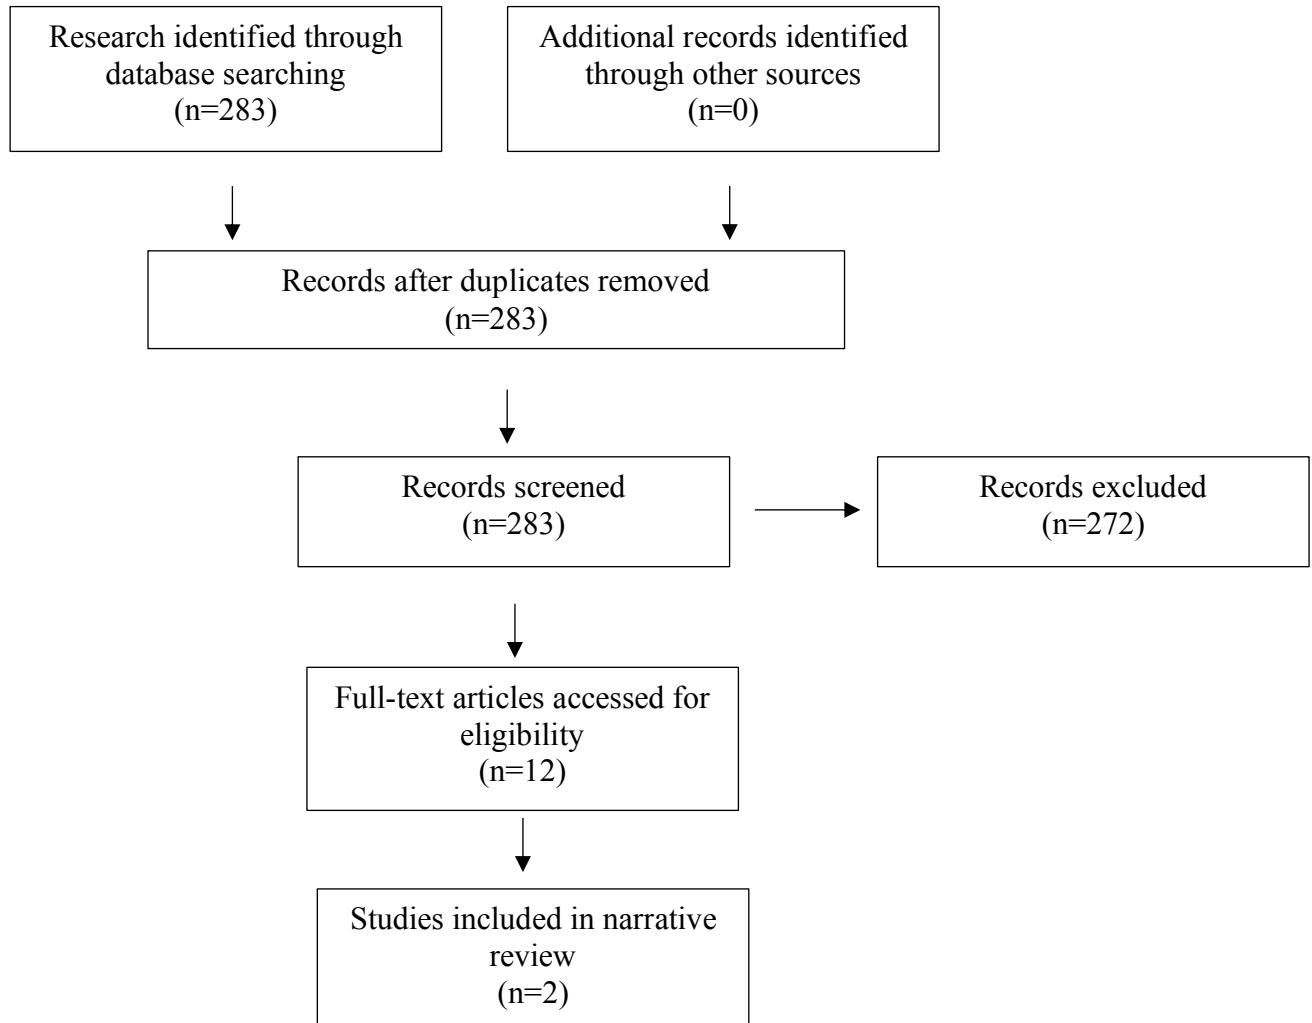 Research identified through
database searching
(n=283)
Additional records identified
through other sources
(n=0)
Records after duplicates removed
(n=283)
Records screened
(n=283)
Records excluded
(n=272)
Full-text articles accessed for
eligibility
(n=12)
Studies included in narrative
review
(n=2)